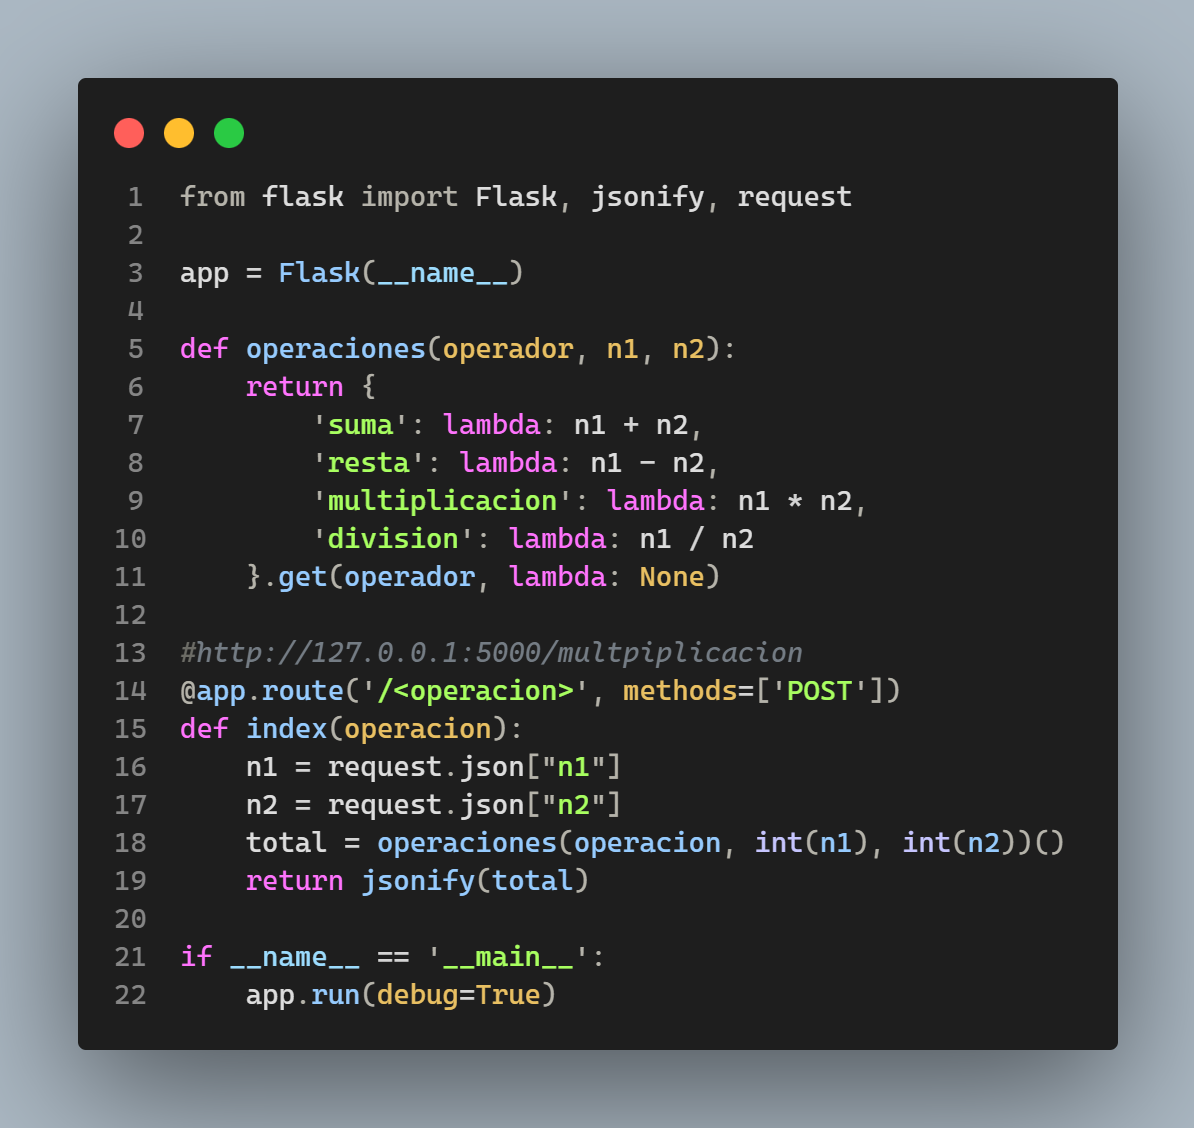 1 from flask import Flask, jsonify, request
2
3 app = Flask(__name__)
4
5 def operaciones(operador, n1, n2):
6     return {
7         'suma': lambda: n1 + n2,
8         'resta': lambda: n1 - n2,
9         'multiplicacion': lambda: n1 * n2,
10         'division': lambda: n1 / n2
11     }.get(operador, lambda: None)
12
13 #http://127.0.0.1:5000/multpiplicacion
14 @app.route('/<operacion>', methods=['POST'])
15 def index(operacion):
16     n1 = request.json["n1"]
17     n2 = request.json["n2"]
18     total = operaciones(operacion, int(n1), int(n2))()
19     return jsonify(total)
20
21 if __name__ == '__main__':
22     app.run(debug=True)